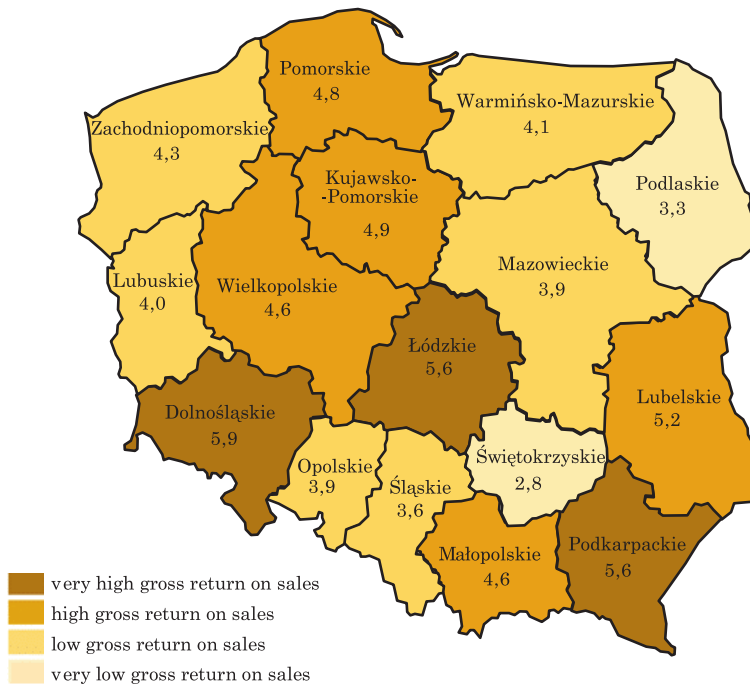 Pomorskie
4,8
Warmińsko-Mazurskie
4,1
Zachodniopomorskie
4,3
Kujawsko-
-Pomorskie
4,9
Podlaskie
3,3
Mazowieckie
3,9
Lubuskie
4,0
Wielkopolskie
4,6
Łódzkie
5,6
Lubelskie
5,2
Dolnośląskie
5,9
Opolskie
3,9
Śląskie
3,6
Świętokrzyskie
2,8
Małopolskie
4,6
Podkarpackie
5,6
very high gross return on sales
high gross return on sales
low gross return on sales
very low gross return on sales